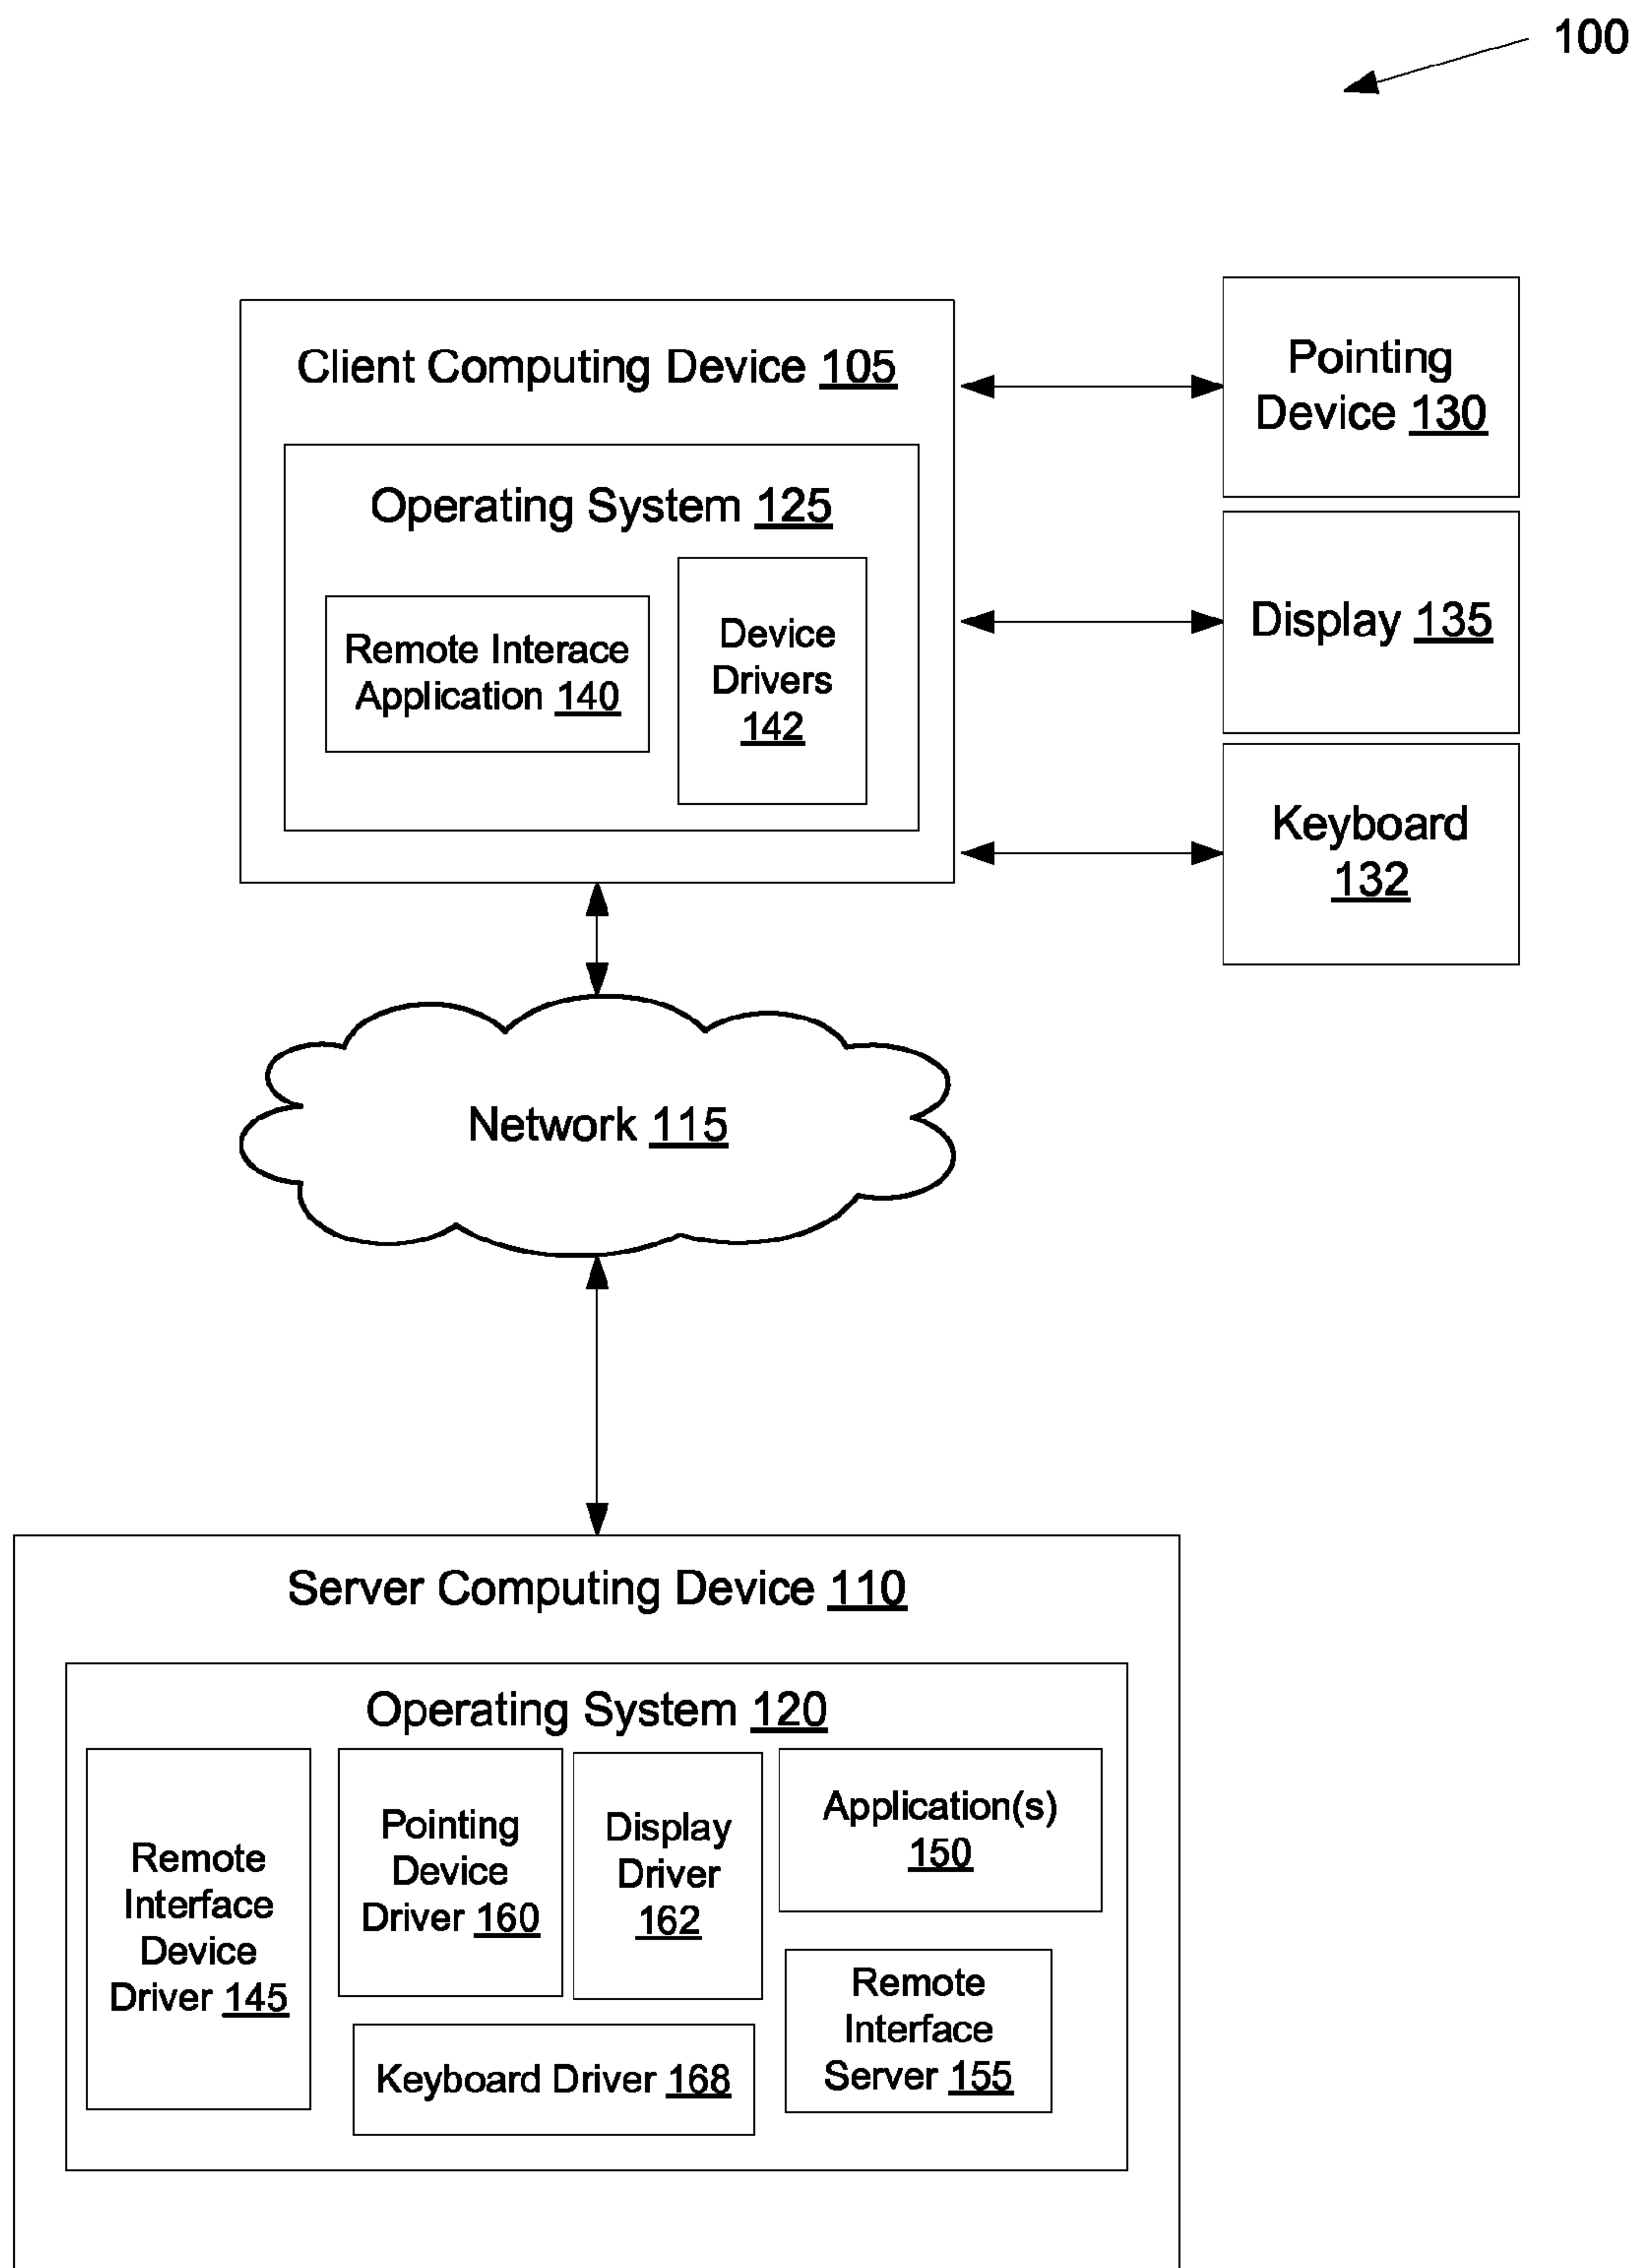 100
Client Computing Device 105
Operating System 125
Remote Interace
Application 140
Device
Drivers
142
Pointing
Device 130
Display 135
Keyboard
132
Network 115
Server Computing Device 110
Operating System 120
Remote
Interface
Device
Driver 145
Pointing
Device
Driver 160
Display
Driver
162
Application(s)
150
Keyboard Driver 168
Remote
Interface
Server 155